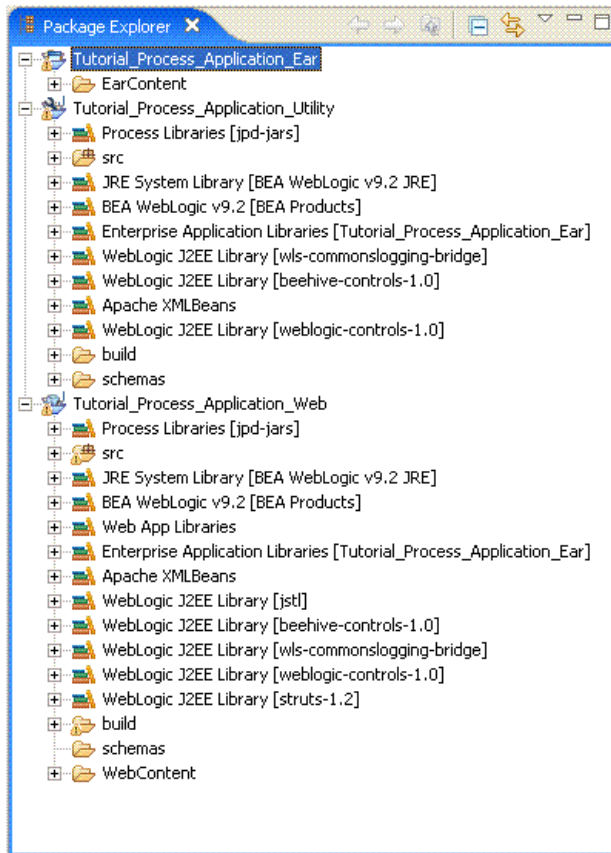 Package Explorer
Tutorial_Process_Application_Ear
EarContent
Tutorial_Process_Application_Utility
Process Libraries [jpd-jars]
src
JRE System Library [BEA WebLogic v9.2 JRE]
BEA WebLogic v9.2 [BEA Products]
Enterprise Application Libraries [Tutorial_Process_Application_Ear]
WebLogic J2EE Library [wls-commonslogging-bridge]
WebLogic J2EE Library [beehive-controls-1.0]
Apache XMLBeans
WebLogic J2EE Library [weblogic-controls-1.0]
build
schemas
Tutorial_Process_Application_Web
Process Libraries [jpd-jars]
src
JRE System Library [BEA WebLogic v9.2 JRE]
BEA WebLogic v9.2 [BEA Products]
Web App Libraries
Enterprise Application Libraries [Tutorial_Process_Application_Ear]
Apache XMLBeans
WebLogic J2EE Library [jstl]
WebLogic J2EE Library [beehive-controls-1.0]
WebLogic J2EE Library [wls-commonslogging-bridge]
WebLogic J2EE Library [weblogic-controls-1.0]
WebLogic J2EE Library [struts-1.2]
build
schemas
WebContent